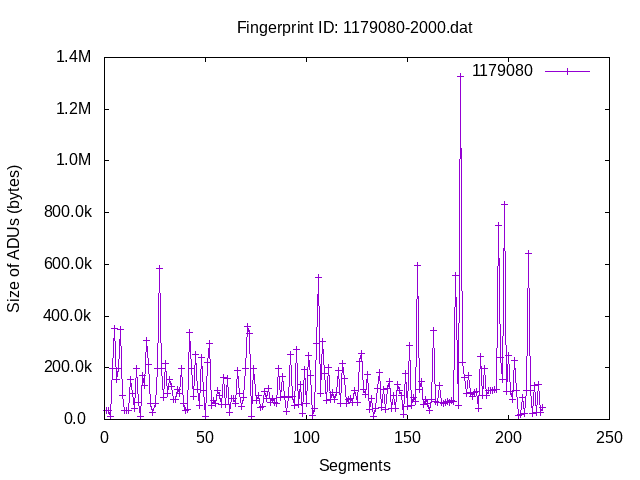 Fingerprint ID: 1179080-2000.dat
1.4M
1179080
1.2M
1.0M
800.0k
600.0k
400.0k
200.0k
0.0
Size of ADUs (bytes)
0 50 100 150 200 250
Segments